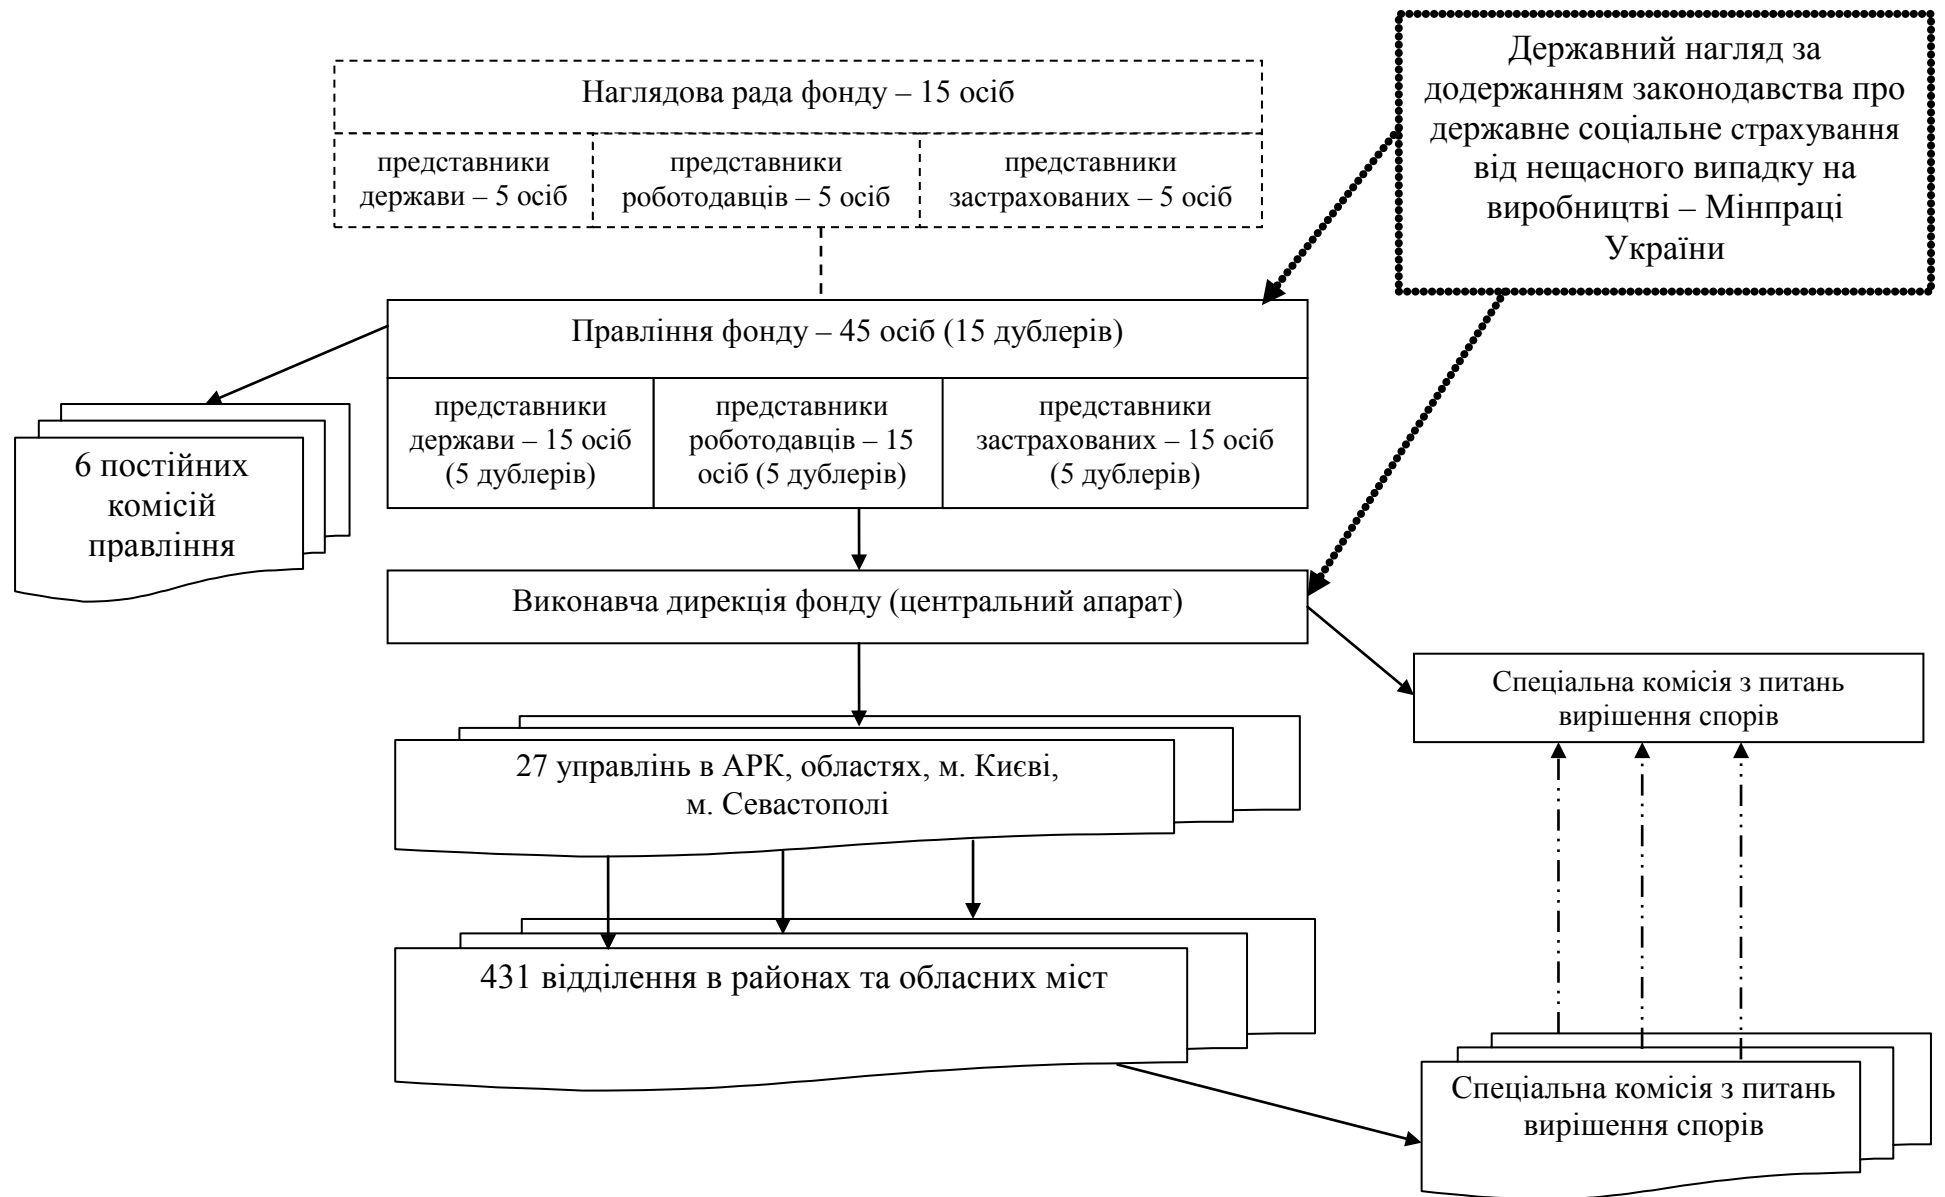 Державний нагляд за
додержанням законодавства про
державне соціальне страхування
від нещасного випадку на
виробництві – Мінпраці
України
Наглядова рада фонду – 15 осіб
представники
держави – 5 осіб
представники
роботодавців – 5 осіб
представники
застрахованих – 5 осіб
Правління фонду – 45 осіб (15 дублерів)
представники
держави – 15 осіб
(5 дублерів)
представники
роботодавців – 15
осіб (5 дублерів)
представники
застрахованих – 15 осіб
(5 дублерів)
6 постійних
комісій
правління
Виконавча дирекція фонду (центральний апарат)
Спеціальна комісія з питань
вирішення спорів
27 управлінь в АРК, областях, м. Києві,
м. Севастополі
431 відділення в районах та обласних міст
Спеціальна комісія з питань
вирішення спорів